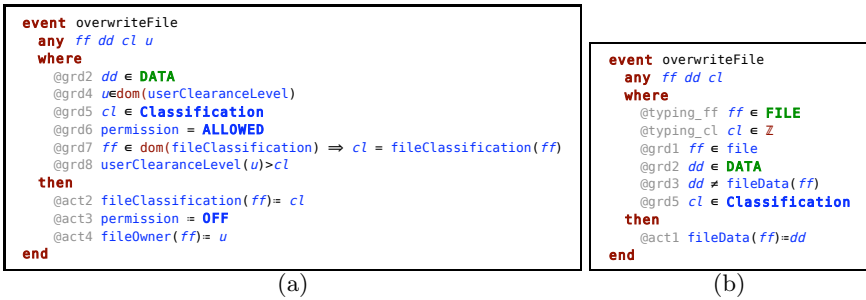 event overwriteFile
any ff dd cl u
where
@grd2 dd ∈ DATA
@grd4 u∈dom(userClearanceLevel)
@grd5 cl ∈ Classification
@grd6 permission = ALLOWED
@grd7 ff ∈ dom(fileClassification) ⇒ cl = fileClassification(ff)
@grd8 userClearanceLevel(u)>cl
then
@act2 fileClassification(ff)≔ cl
@act3 permission ≔ OFF
@act4 fileOwner(ff)≔ u
end
(a)
event overwriteFile
any ff dd cl
where
@typing_ff ff ∈ FILE
@typing_cl cl ∈ ℤ
@grd1 ff ∈ file
@grd2 dd ∈ DATA
@grd3 dd ≠ fileData(ff)
@grd5 cl ∈ Classification
then
@act1 fileData(ff)≔dd
end
(b)